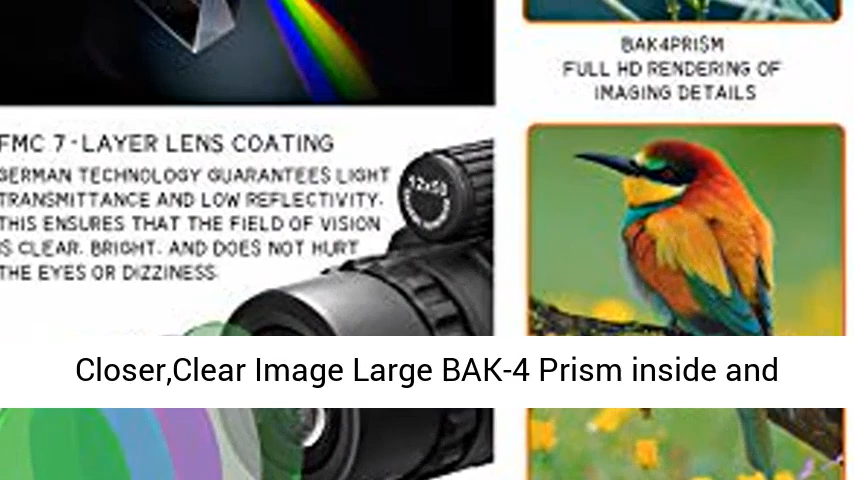 BAK4PRISM
FULL HD RENDERING OF
IMAGING DETAILS
FMC 7-LAYER LENS COATING
GERMAN TECHNOLOGY GUARANTEES LIGHT
TRANSMITTANCE AND LOW REFLECTIVITY.
THIS ENSURES THAT THE FIELD OF VISION
IS CLEAR. BRIGHT. AND DOES NOT HURT
THE EYES OR DIZZINESS.
12x50
Closer,Clear Image Large BAK-4 Prism inside and